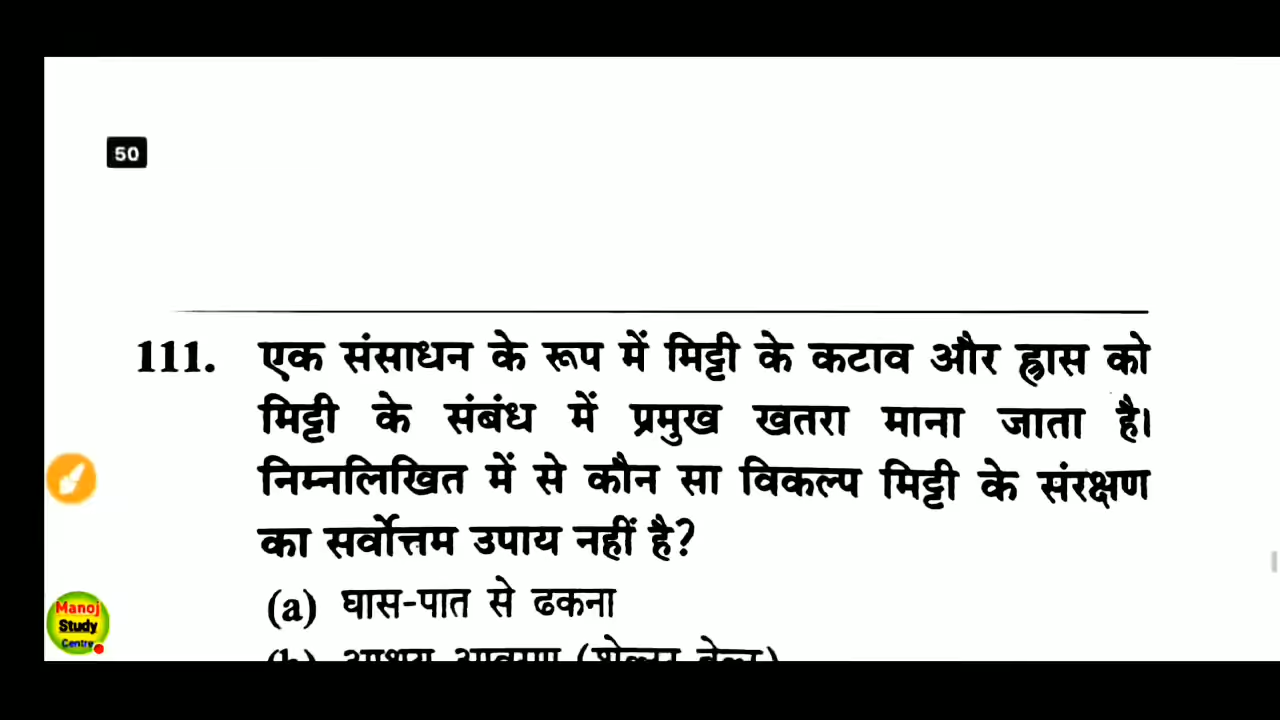 50
111. एक संसाधन के रूप में मिट्टी के कटाव और ह्रास को
मिट्टी के संबंध में प्रमुख खतरा माना जाता है।
निम्नलिखित में से कौन सा विकल्प मिट्टी के संरक्षण
का सर्वोत्तम उपाय नहीं है?
(a) घास-पात से ढकना
Manoj
Study
Centre